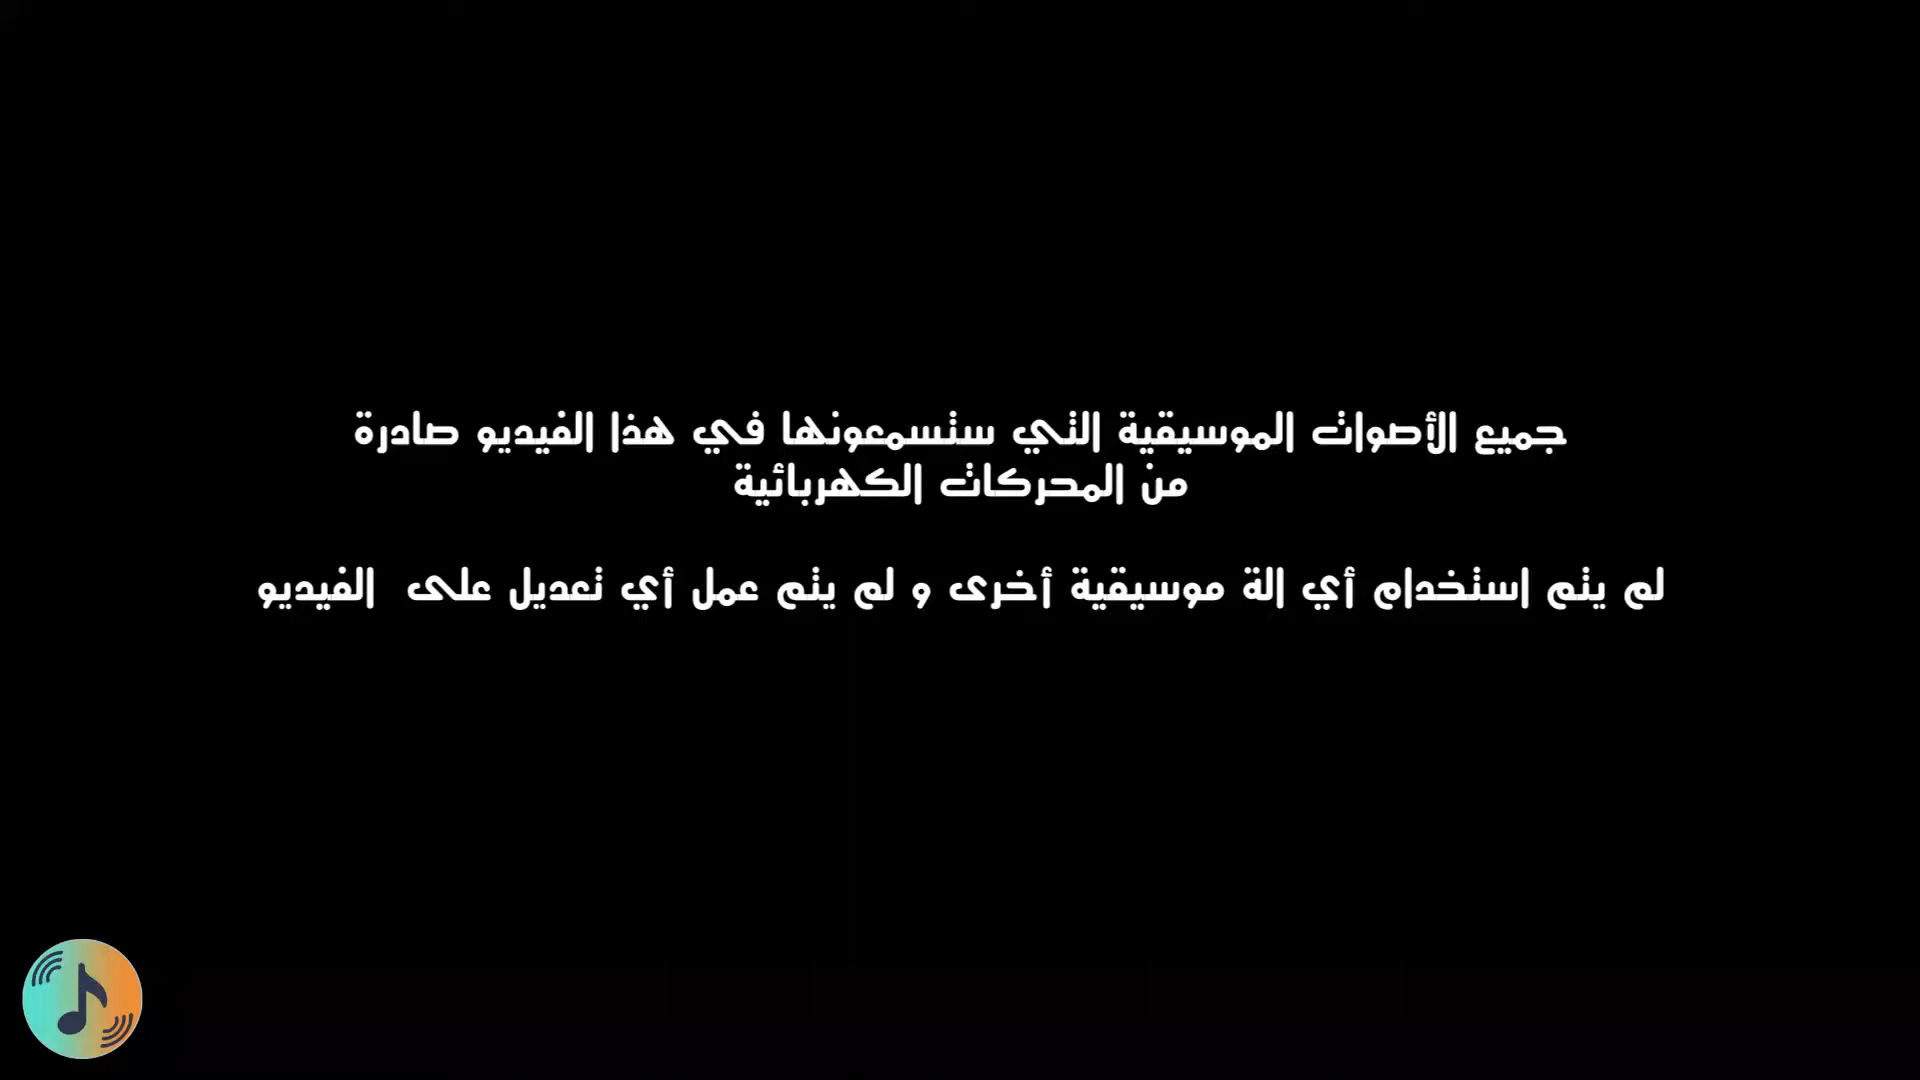 جميع الأصوات الموسيقية التي ستسمعونها في هذا الفيديو صادرة
من المحركات الكهربائية
لم يتم استخدام أي الة موسيقية أخرى و لم يتم عمل أي تعديل على الفيديو